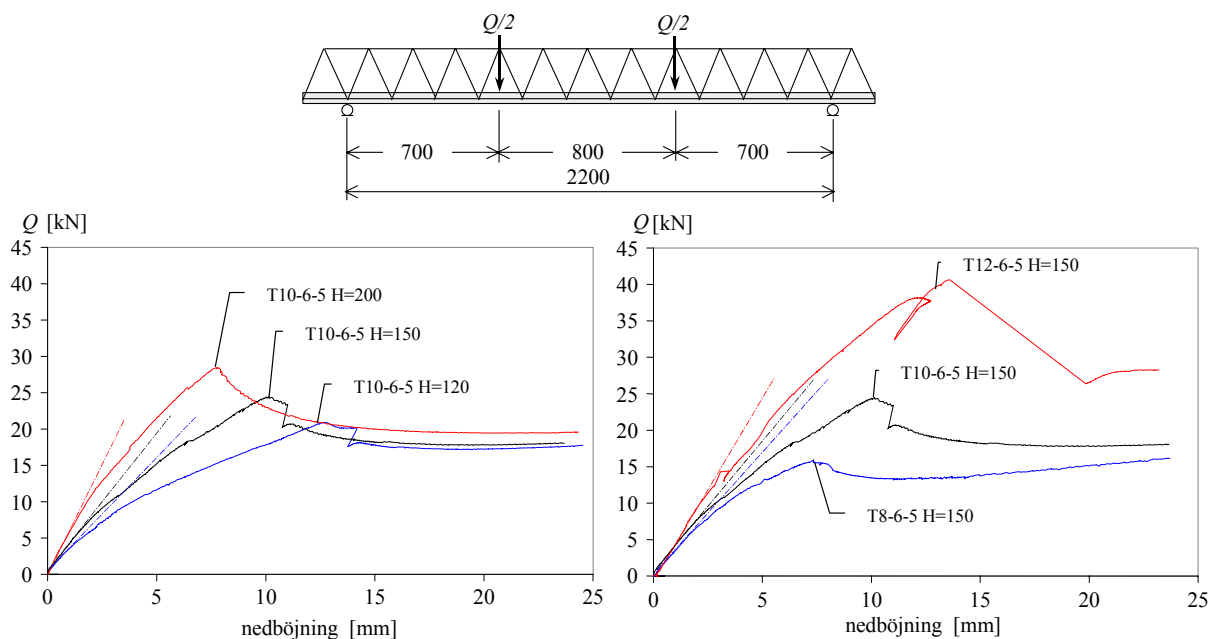 Q/2 Q/2
700 800 700
2200
Q [kN]
45
40
35
30
25
20
15
10
5
0
T10-6-5 H=200
T10-6-5 H=150
T10-6-5 H=120
0 5 10 15 20 25
nedböjning [mm]
Q [kN]
45
40
35
30
25
20
15
10
5
0
T12-6-5 H=150
T10-6-5 H=150
T8-6-5 H=150
0 5 10 15 20 25
nedböjning [mm]